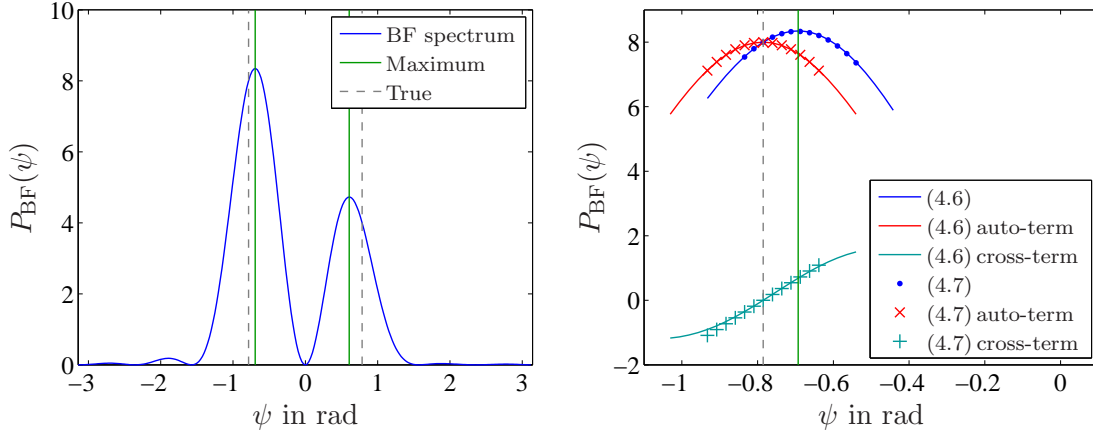 10
8
6
4
2
0
−3
−2
−1
0
1
2
3
ψ in rad
P_BF(ψ)
BF spectrum
Maximum
True
8
6
4
2
0
−2
−1
−0.8
−0.6
−0.4
−0.2
0
ψ in rad
P_BF(ψ)
(4.6)
(4.6) auto-term
(4.6) cross-term
(4.7)
(4.7) auto-term
(4.7) cross-term